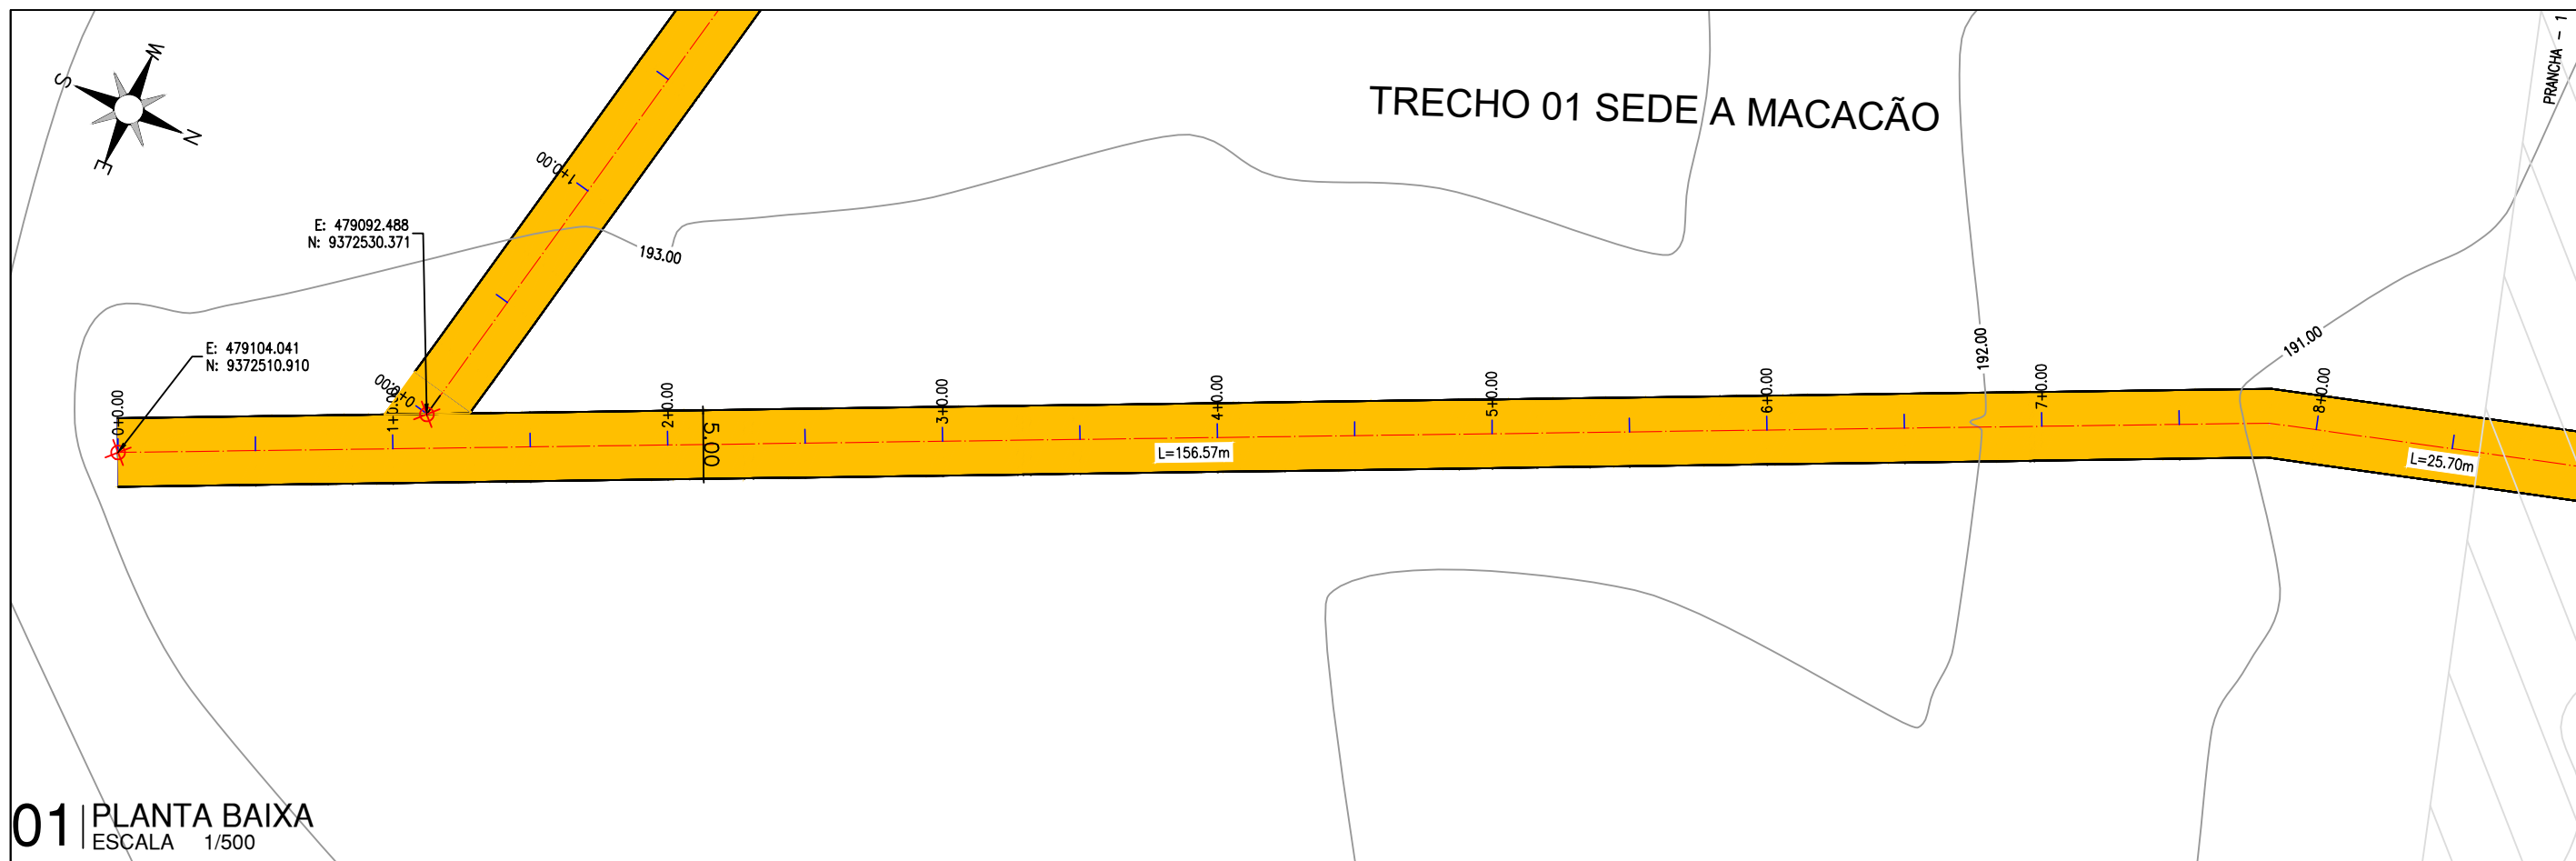 PRANCHA - 1
W
S
N
E
TRECHO 01 SEDE A MACACÃO
1+0.00
E: 479092.488
N: 9372530.371
193.00
E: 479104.041
N: 9372510.910
192.00
191.00
0+0.00
0+0.00
1+0.00
2+0.00
3+0.00
4+0.00
5+0.00
6+0.00
7+0.00
8+0.00
5.00
L=156.57m
L=25.70m
01 PLANTA BAIXA
ESCALA 1/500